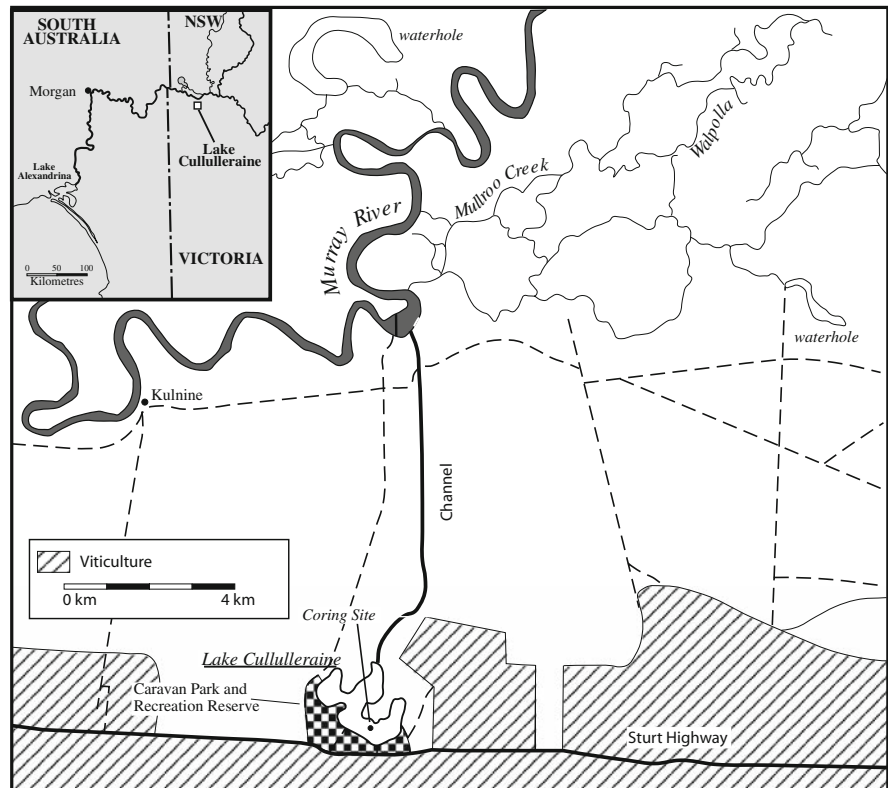 SOUTH
AUSTRALIA
NSW
Morgan
Lake
Cullulleraine
Lake
Alexandrina
VICTORIA
0 50 100
Kilometres
waterhole
Walpolla
Mullroo Creek
Murray River
waterhole
Kulnine
Channel
Viticulture
0 km 4 km
Coring Site
Lake Cullulleraine
Caravan Park and
Recreation Reserve
Sturt Highway